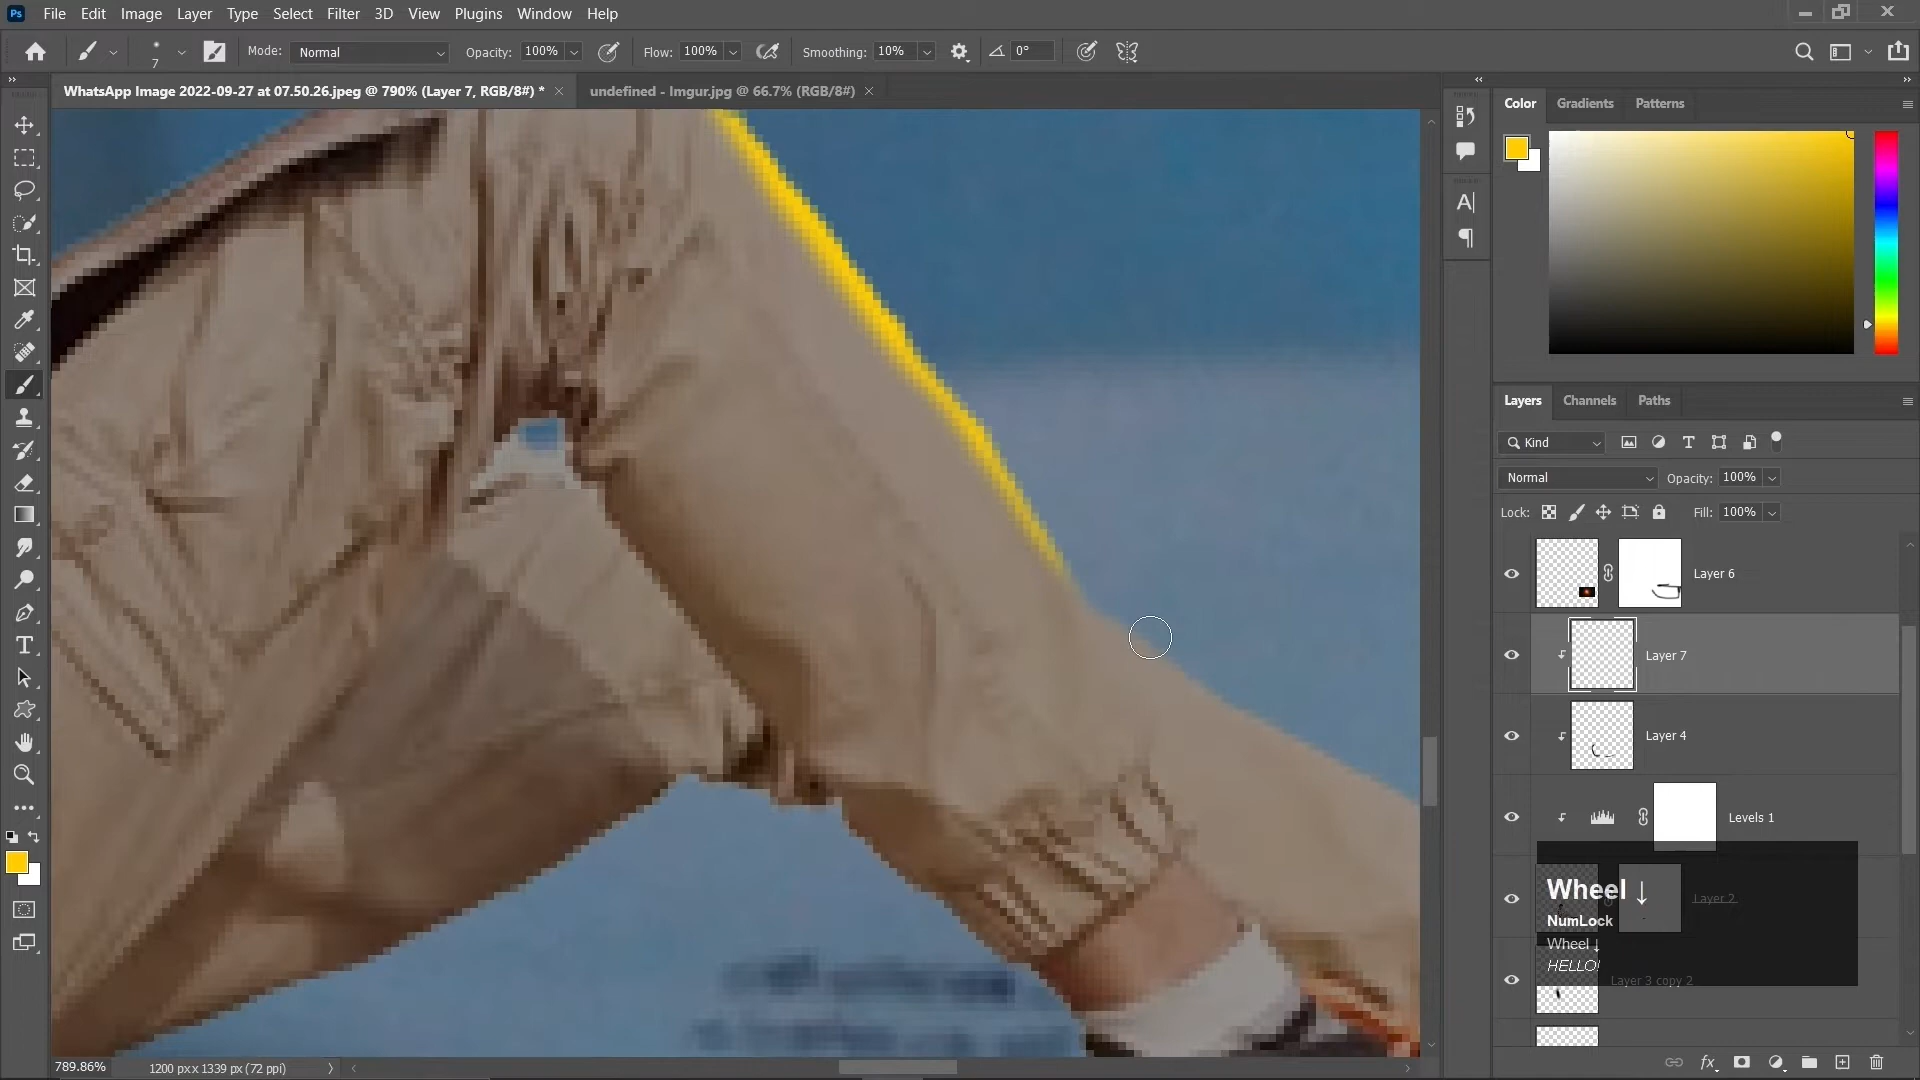 Ps File Edit Image Layer Type Select Filter 3D View Plugins Window Help
7 Mode: Normal Opacity: 100% Flow: 100% Smoothing: 10% 0°
WhatsApp Image 2022-09-27 at 07.50.26.jpeg @ 790% (Layer 7, RGB/8#) * × undefined - Imgur.jpg @ 66.7% (RGB/8#) ×
Color Gradients Patterns
Layers Channels Paths
Kind
Normal Opacity: 100%
Lock: Fill: 100%
Layer 6
Layer 7
Layer 4
Levels 1
Wheel ↓
Layer 2
NumLock
Wheel ↓
HELLO!
Layer 3 copy 2
789.86% 1200 px x 1339 px (72 ppi)